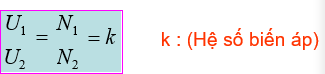 U₁/U₂ = N₁/N₂ = k
k : (Hệ số biến áp)